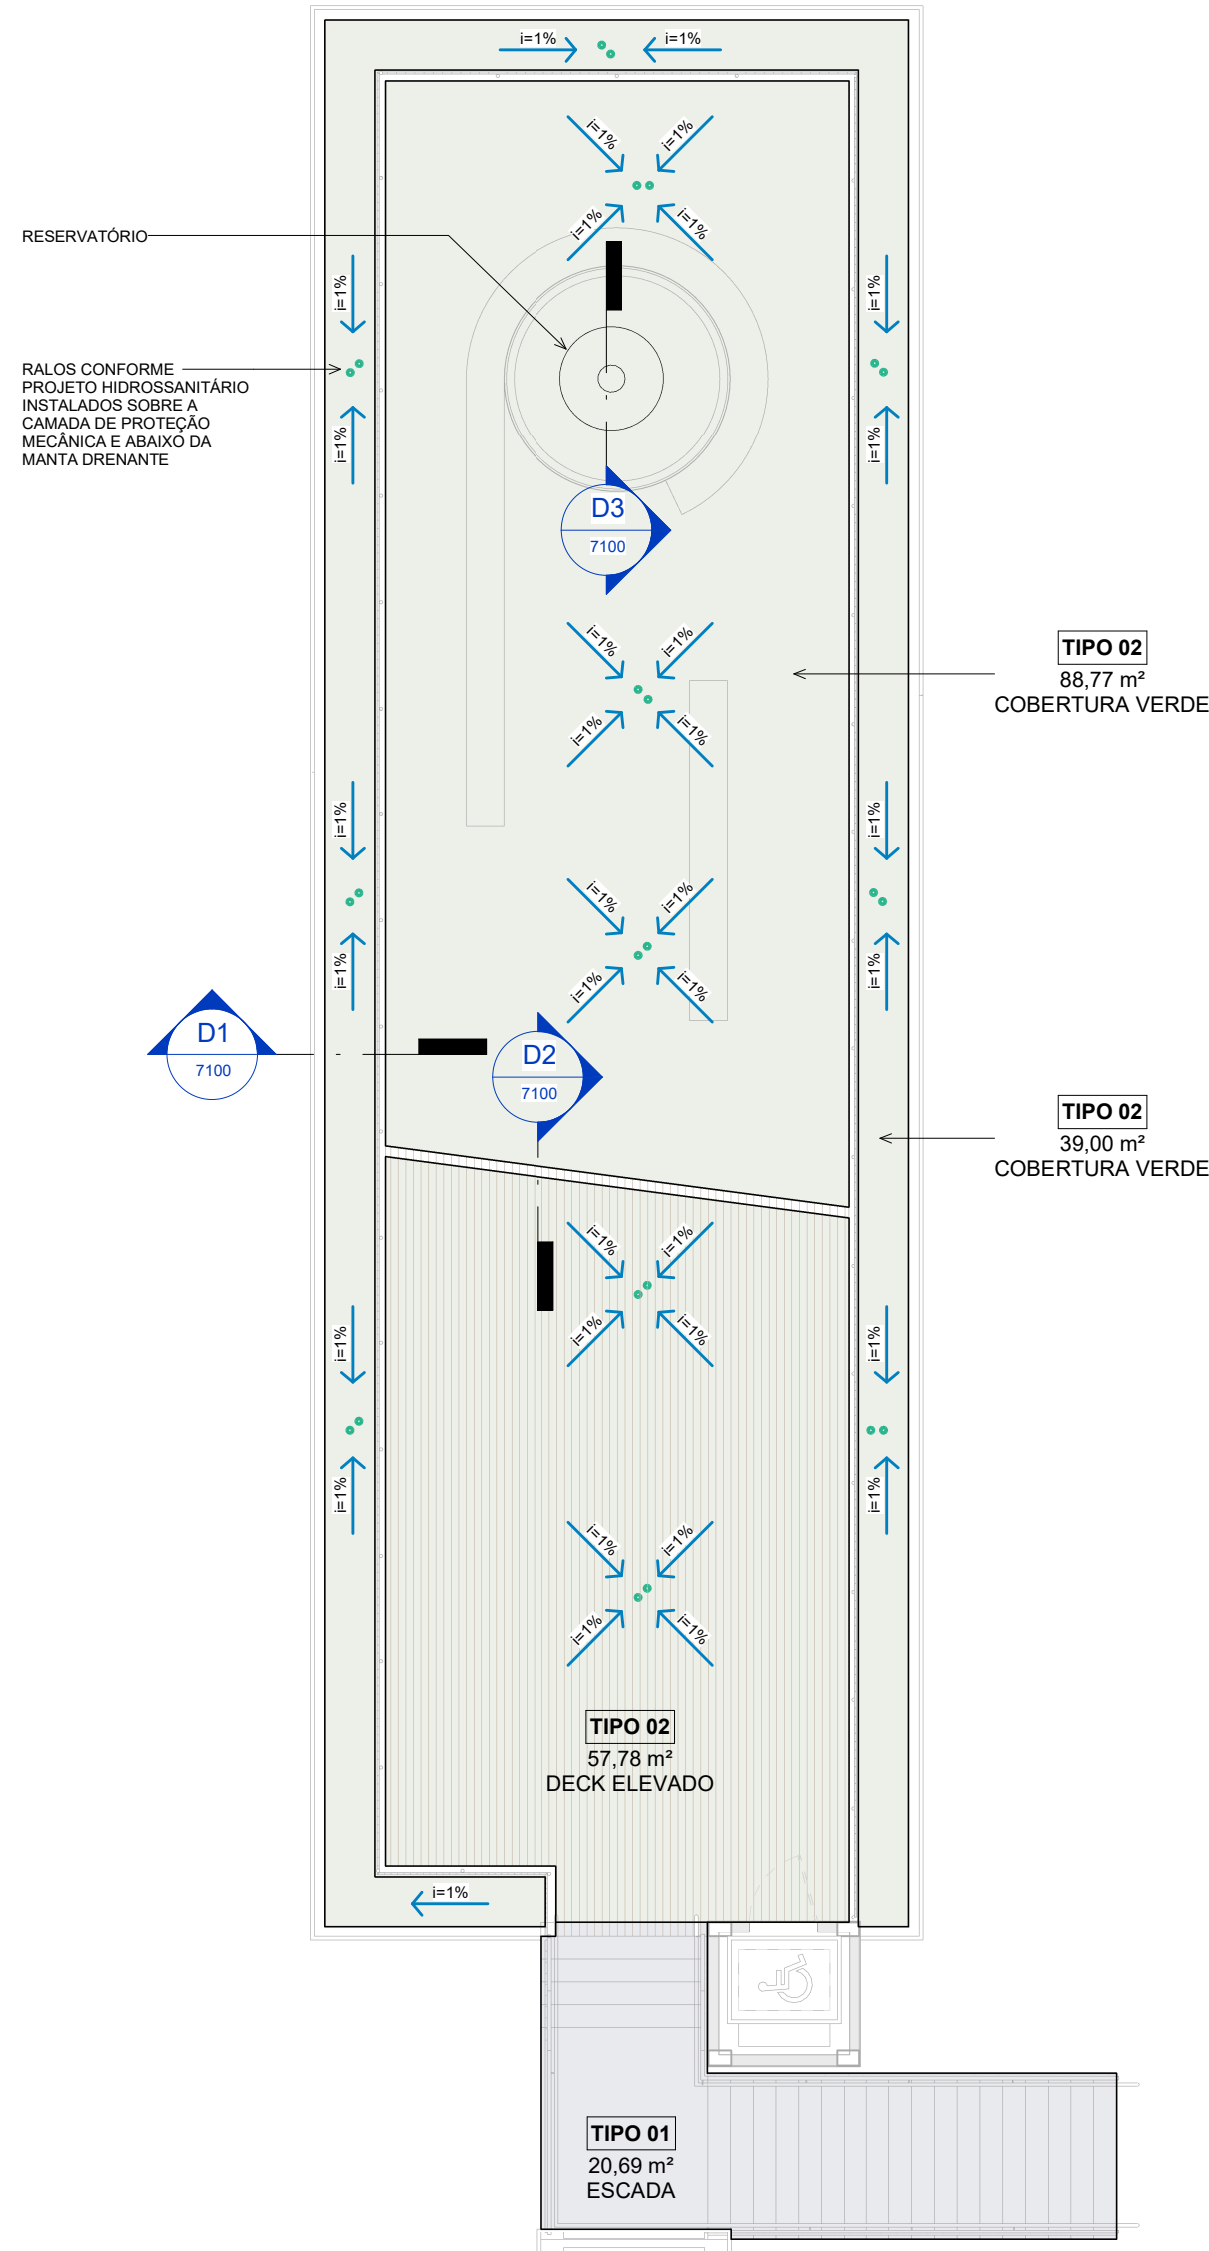 i=1% i=1%
i=1% i=1%
i=1% i=1%
RESERVATÓRIO
i=1% i=1%
RALOS CONFORME
PROJETO HIDROSSANITÁRIO
INSTALADOS SOBRE A
CAMADA DE PROTEÇÃO
MECÂNICA E ABAIXO DA
MANTA DRENANTE
i=1% i=1%
D3
7100
i=1% i=1%
TIPO 02
88,77 m²
COBERTURA VERDE
i=1% i=1%
i=1% i=1%
i=1% i=1%
i=1% i=1%
i=1% i=1%
D1
7100
D2
7100
TIPO 02
39,00 m²
COBERTURA VERDE
i=1% i=1%
i=1% i=1%
i=1% i=1%
i=1% i=1%
i=1% i=1%
i=1% i=1%
TIPO 02
57,78 m²
DECK ELEVADO
i=1%
TIPO 01
20,69 m²
ESCADA